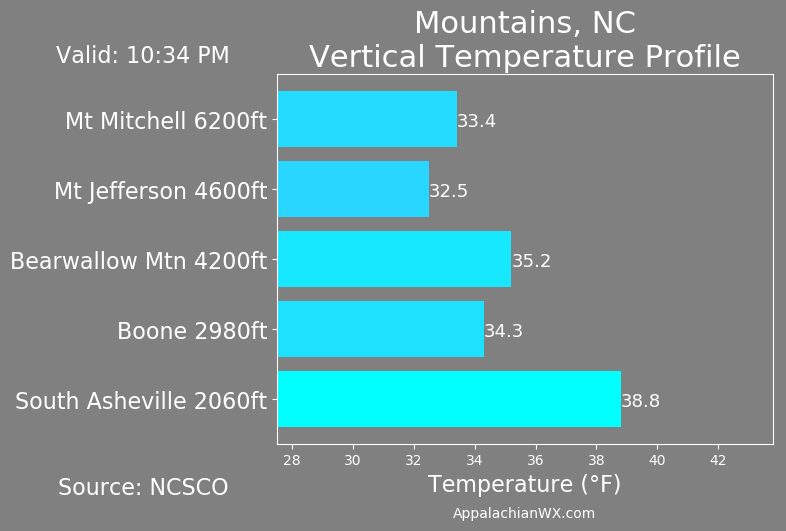 Mountains, NC
Vertical Temperature Profile
Valid: 10:34 PM
Mt Mitchell 6200ft
33.4
Mt Jefferson 4600ft
32.5
Bearwallow Mtn 4200ft
35.2
Boone 2980ft
34.3
South Asheville 2060ft
38.8
28 30 32 34 36 38 40 42
Temperature (°F)
Source: NCSCO
AppalachianWX.com